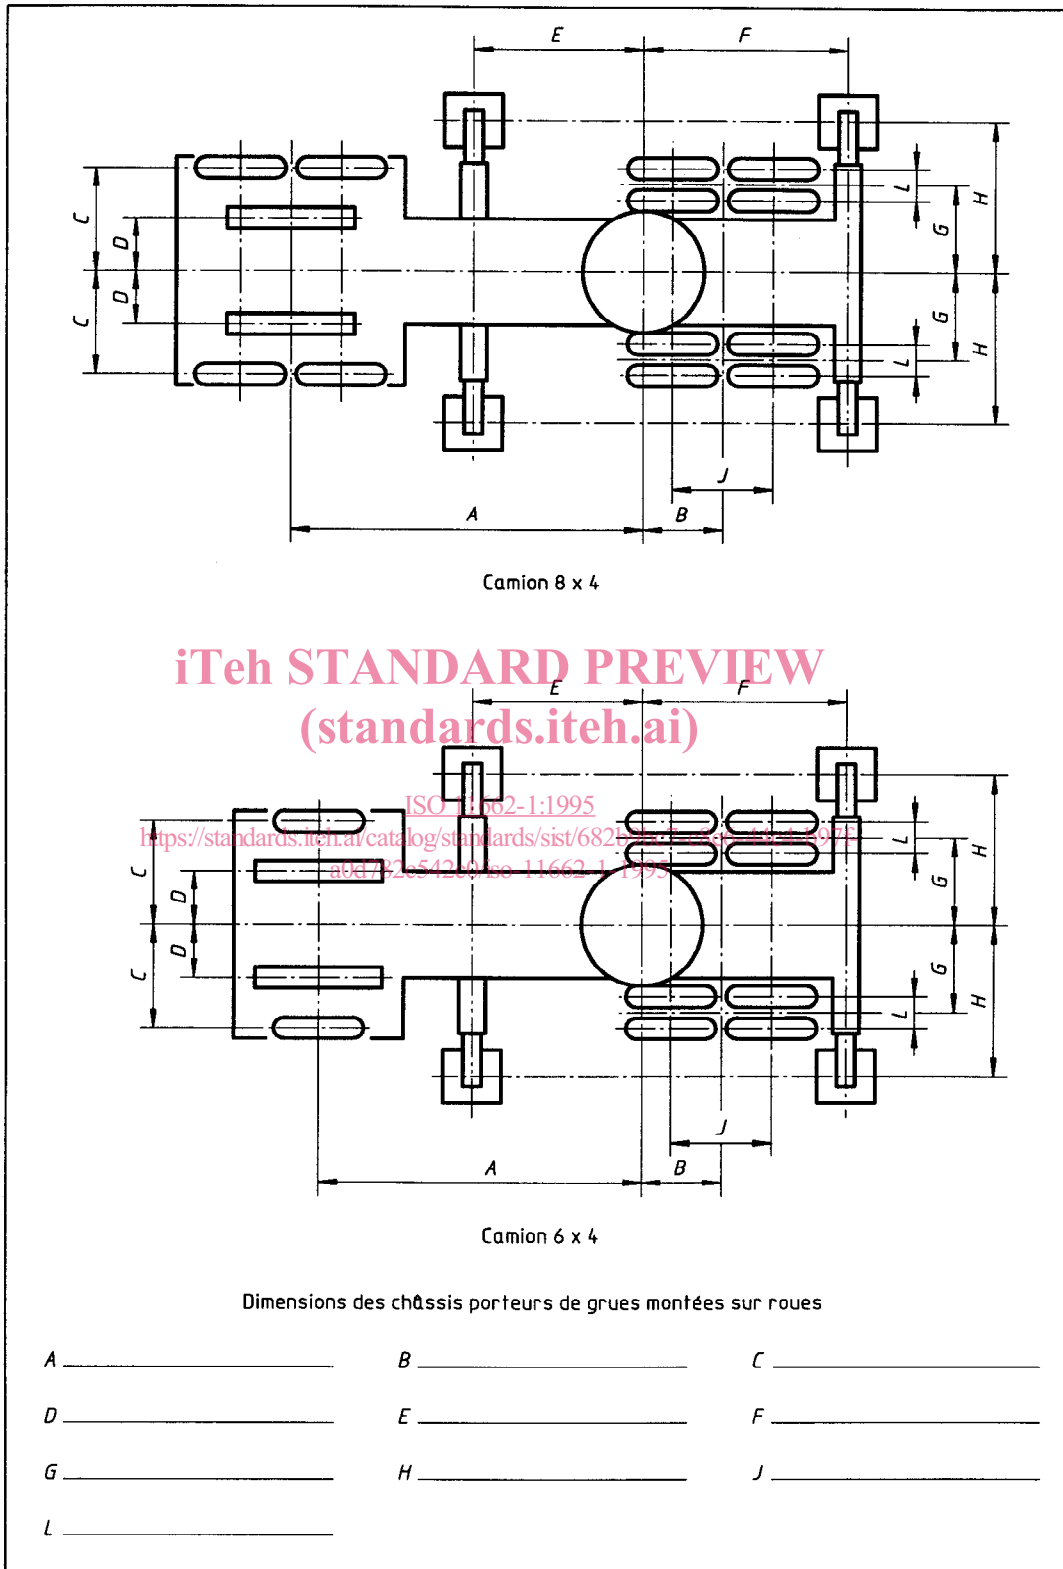 E F
C D D C
L G H
G L H
J
A B
Camion 8 x 4
iTeh STANDARD PREVIEW
E F
(standards.iteh.ai)
ISO 11662-1:1995
C D D C
L G H
G L H
J
A B
Camion 6 x 4
Dimensions des châssis porteurs de grues montées sur roues
A B C
D E F
G H J
L